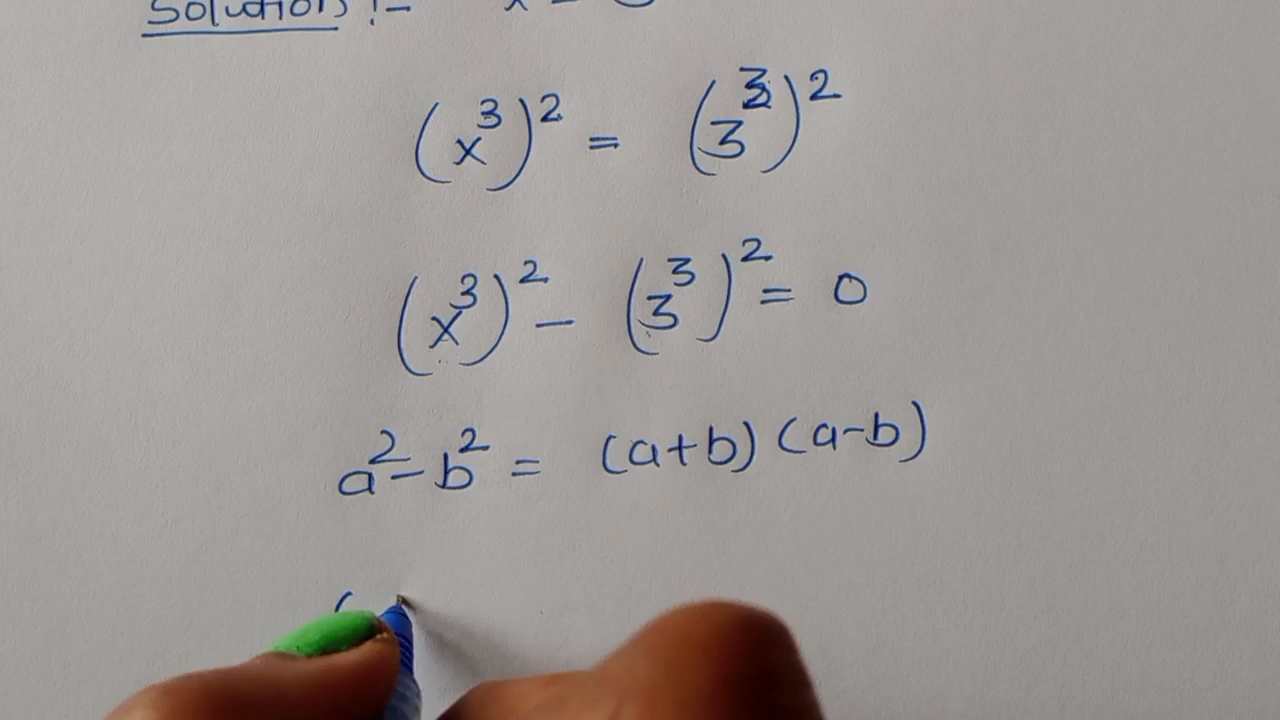 Solution :- x =
(x³)² = (3³)²
(x³)² - (3³)² = 0
a² - b² = (a+b) (a-b)
(